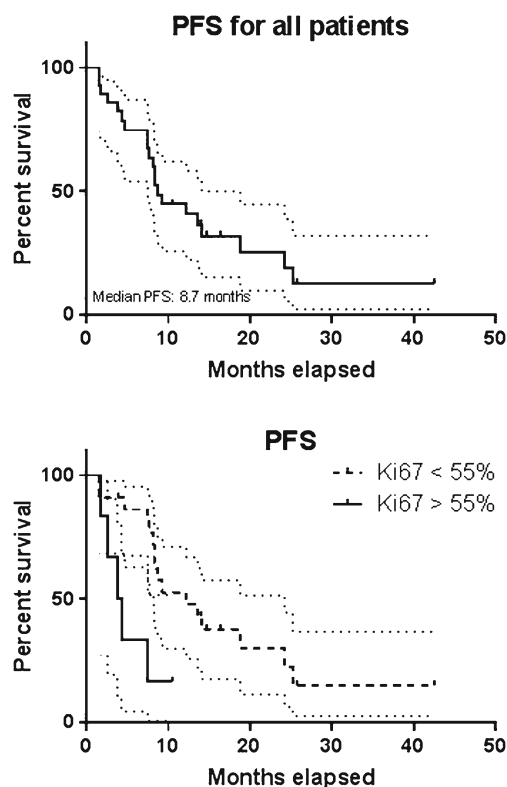 PFS for all patients
Percent survival
100
50
0
Median PFS: 8.7 months
0 10 20 30 40 50
Months elapsed
PFS
Ki67 < 55%
Ki67 > 55%
Percent survival
100
50
0
0 10 20 30 40 50
Months elapsed